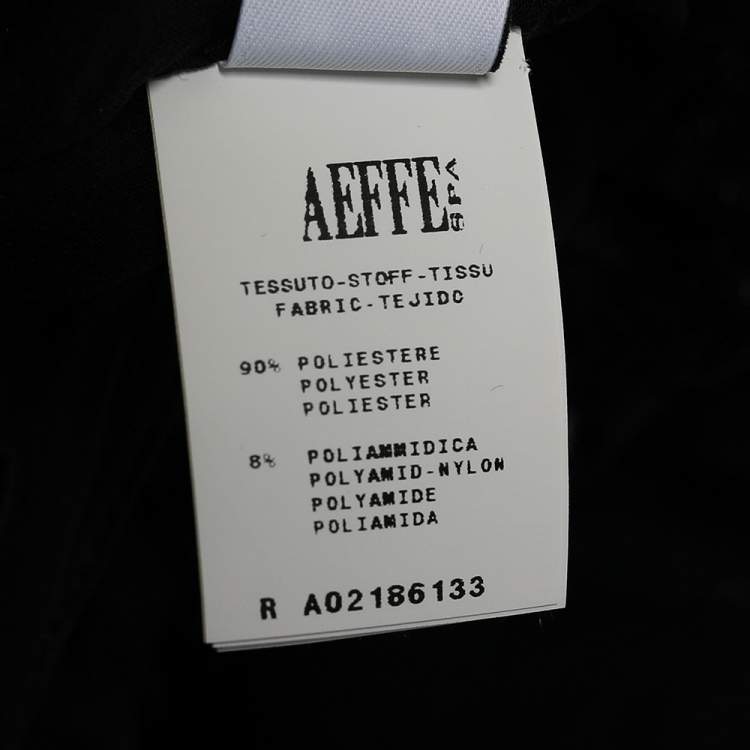 AEFFE SPA
TESSUTO-STOFF-TISSU
FABRIC-TEJIDO
90% POLIESTERE
POLYESTER
POLIESTER
8% POLIAMMIDICA
POLYAMID-NYLON
POLYAMIDE
POLIAMIDA
R A02186133